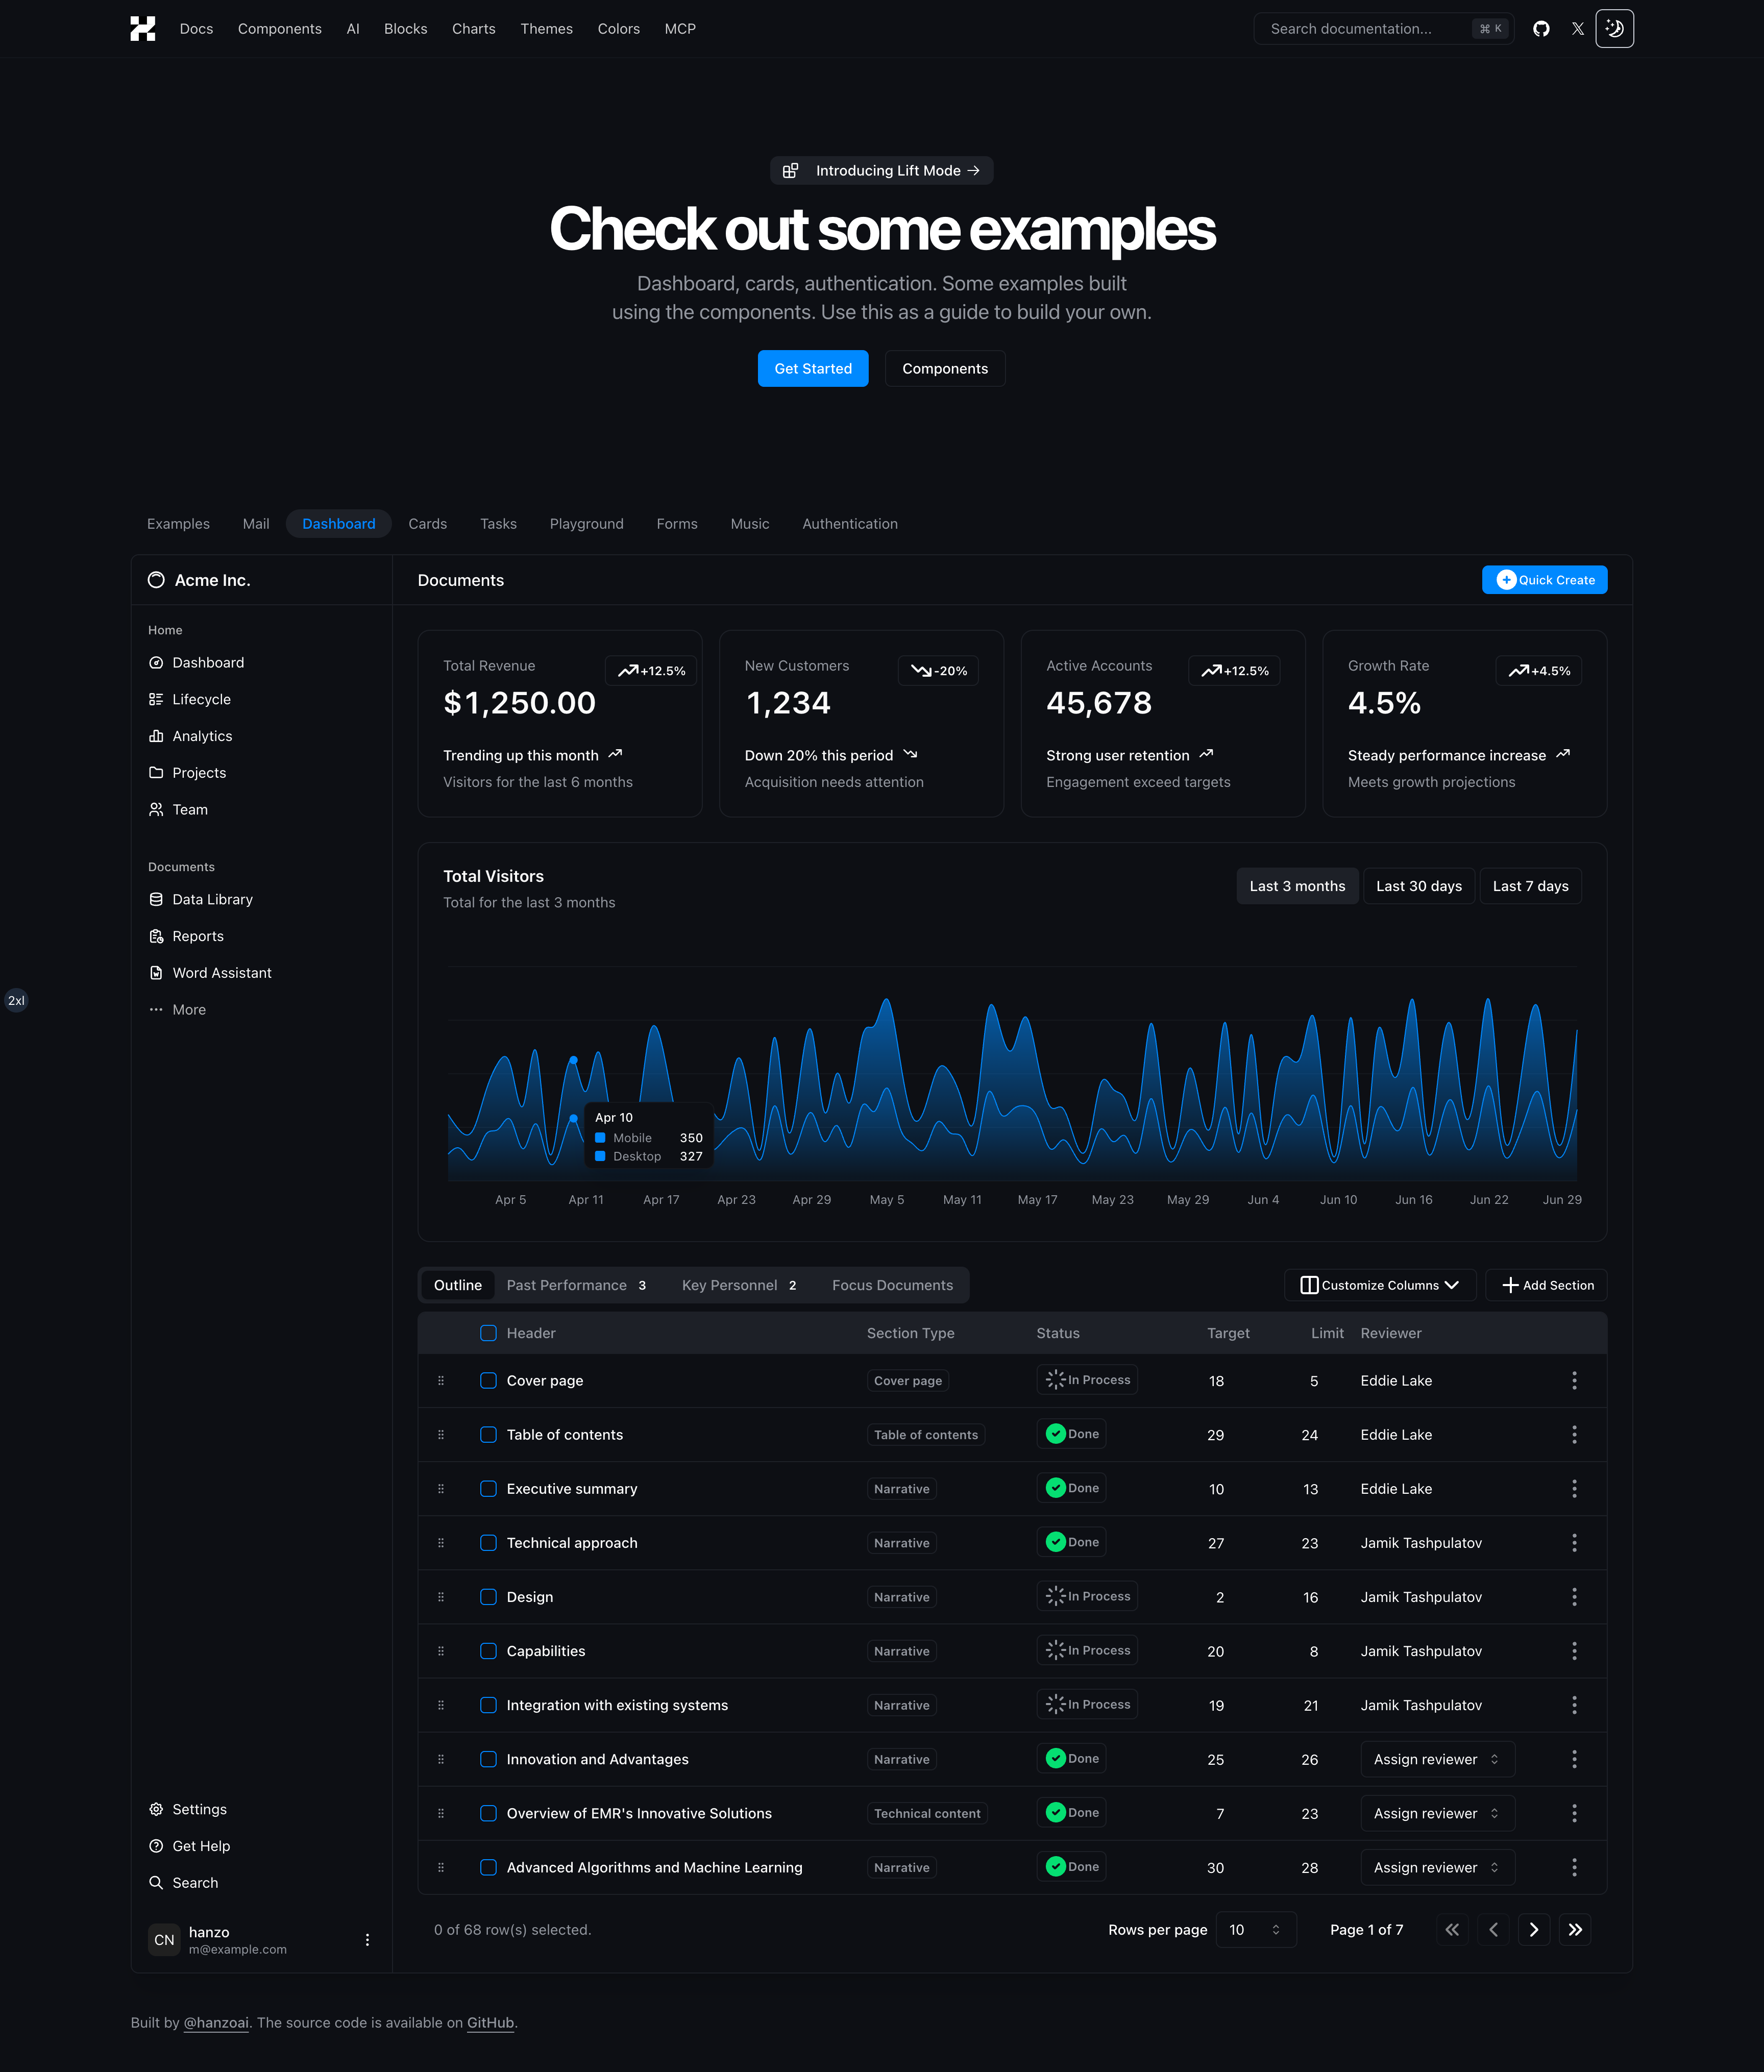 Docs Components AI Blocks Charts Themes Colors MCP Search documentation... ⌘ K
Introducing Lift Mode →
Check out some examples
Dashboard, cards, authentication. Some examples built
using the components. Use this as a guide to build your own.
Get Started Components
Examples Mail Dashboard Cards Tasks Playground Forms Music Authentication
Acme Inc.
Home
Dashboard
Lifecycle
Analytics
Projects
Team
Documents
Data Library
Reports
Word Assistant
More
2xl
Settings
Get Help
Search
CN
hanzo
m@example.com
Documents Quick Create
Total Revenue +12.5%
$1,250.00
Trending up this month
Visitors for the last 6 months
New Customers -20%
1,234
Down 20% this period
Acquisition needs attention
Active Accounts +12.5%
45,678
Strong user retention
Engagement exceed targets
Growth Rate +4.5%
4.5%
Steady performance increase
Meets growth projections
Total Visitors
Total for the last 3 months
Last 3 months Last 30 days Last 7 days
Apr 10
Mobile 350
Desktop 327
Apr 5 Apr 11 Apr 17 Apr 23 Apr 29 May 5 May 11 May 17 May 23 May 29 Jun 4 Jun 10 Jun 16 Jun 22 Jun 29
Outline Past Performance 3 Key Personnel 2 Focus Documents Customize Columns Add Section
Header Section Type Status Target Limit Reviewer
Cover page Cover page In Process 18 5 Eddie Lake
Table of contents Table of contents Done 29 24 Eddie Lake
Executive summary Narrative Done 10 13 Eddie Lake
Technical approach Narrative Done 27 23 Jamik Tashpulatov
Design Narrative In Process 2 16 Jamik Tashpulatov
Capabilities Narrative In Process 20 8 Jamik Tashpulatov
Integration with existing systems Narrative In Process 19 21 Jamik Tashpulatov
Innovation and Advantages Narrative Done 25 26 Assign reviewer
Overview of EMR's Innovative Solutions Technical content Done 7 23 Assign reviewer
Advanced Algorithms and Machine Learning Narrative Done 30 28 Assign reviewer
0 of 68 row(s) selected. Rows per page 10 Page 1 of 7
Built by @hanzoai. The source code is available on GitHub.